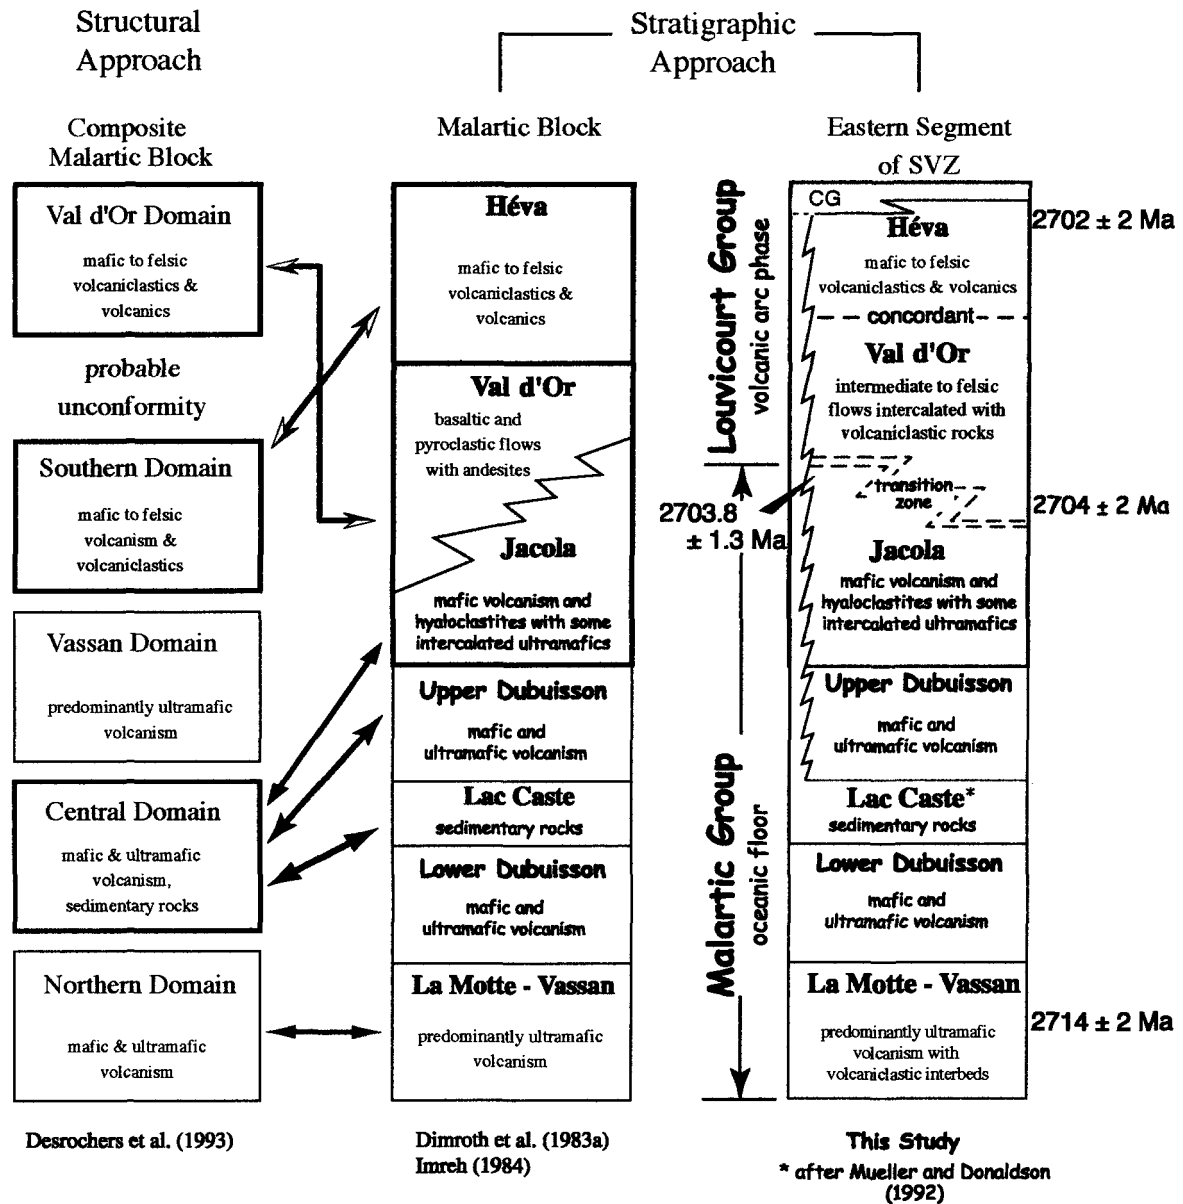 Structural
Approach
Stratigraphic
Approach
Composite
Malartic Block
Val d'Or Domain
mafic to felsic
volcaniclastics &
volcanics
probable
unconformity
Southern Domain
mafic to felsic
volcanism &
volcaniclastics
Vassan Domain
predominantly ultramafic
volcanism
Central Domain
mafic & ultramafic
volcanism,
sedimentary rocks
Northern Domain
mafic & ultramafic
volcanism
Desrochers et al. (1993)
Malartic Block
Héva
mafic to felsic
volcaniclastics &
volcanics
Val d'Or
basaltic and
pyroclastic flows
with andesites
Jacola
mafic volcanism and
hyaloclastites with some
intercalated ultramafics
Upper Dubuisson
mafic and
ultramafic volcanism
Lac Caste
sedimentary rocks
Lower Dubuisson
mafic and
ultramafic volcanism
La Motte - Vassan
predominantly ultramafic
volcanism
Dimroth et al. (1983a)
Imreh (1984)
Louvicourt Group
volcanic arc phase
2703.8
± 1.3 Ma
Malartic Group
oceanic floor
Eastern Segment
of SVZ
CG
Héva
mafic to felsic
volcaniclastics & volcanics
concordant
Val d'Or
intermediate to felsic
flows intercalated with
volcaniclastic rocks
transition
zone
Jacola
mafic volcanism and
hyaloclastites with some
intercalated ultramafics
Upper Dubuisson
mafic and
ultramafic volcanism
Lac Caste*
sedimentary rocks
Lower Dubuisson
mafic and
ultramafic volcanism
La Motte - Vassan
predominantly ultramafic
volcanism with
volcaniclastic interbeds
2702 ± 2 Ma
2704 ± 2 Ma
2714 ± 2 Ma
This Study
* after Mueller and Donaldson
(1992)